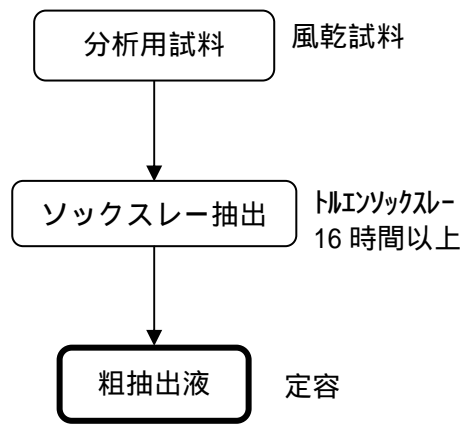 分析用試料
風乾試料
ソックスレー抽出
ﾄﾙｴﾝｿｯｸｽﾚｰ
16 時間以上
粗抽出液
定容